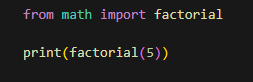 from math import factorial
print(factorial(5))